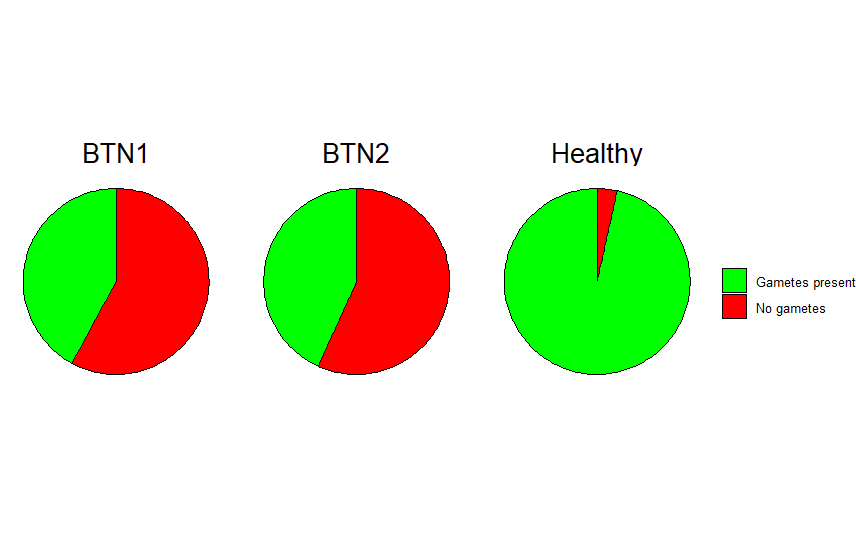 BTN1
BTN2
Healthy
Gametes present
No gametes